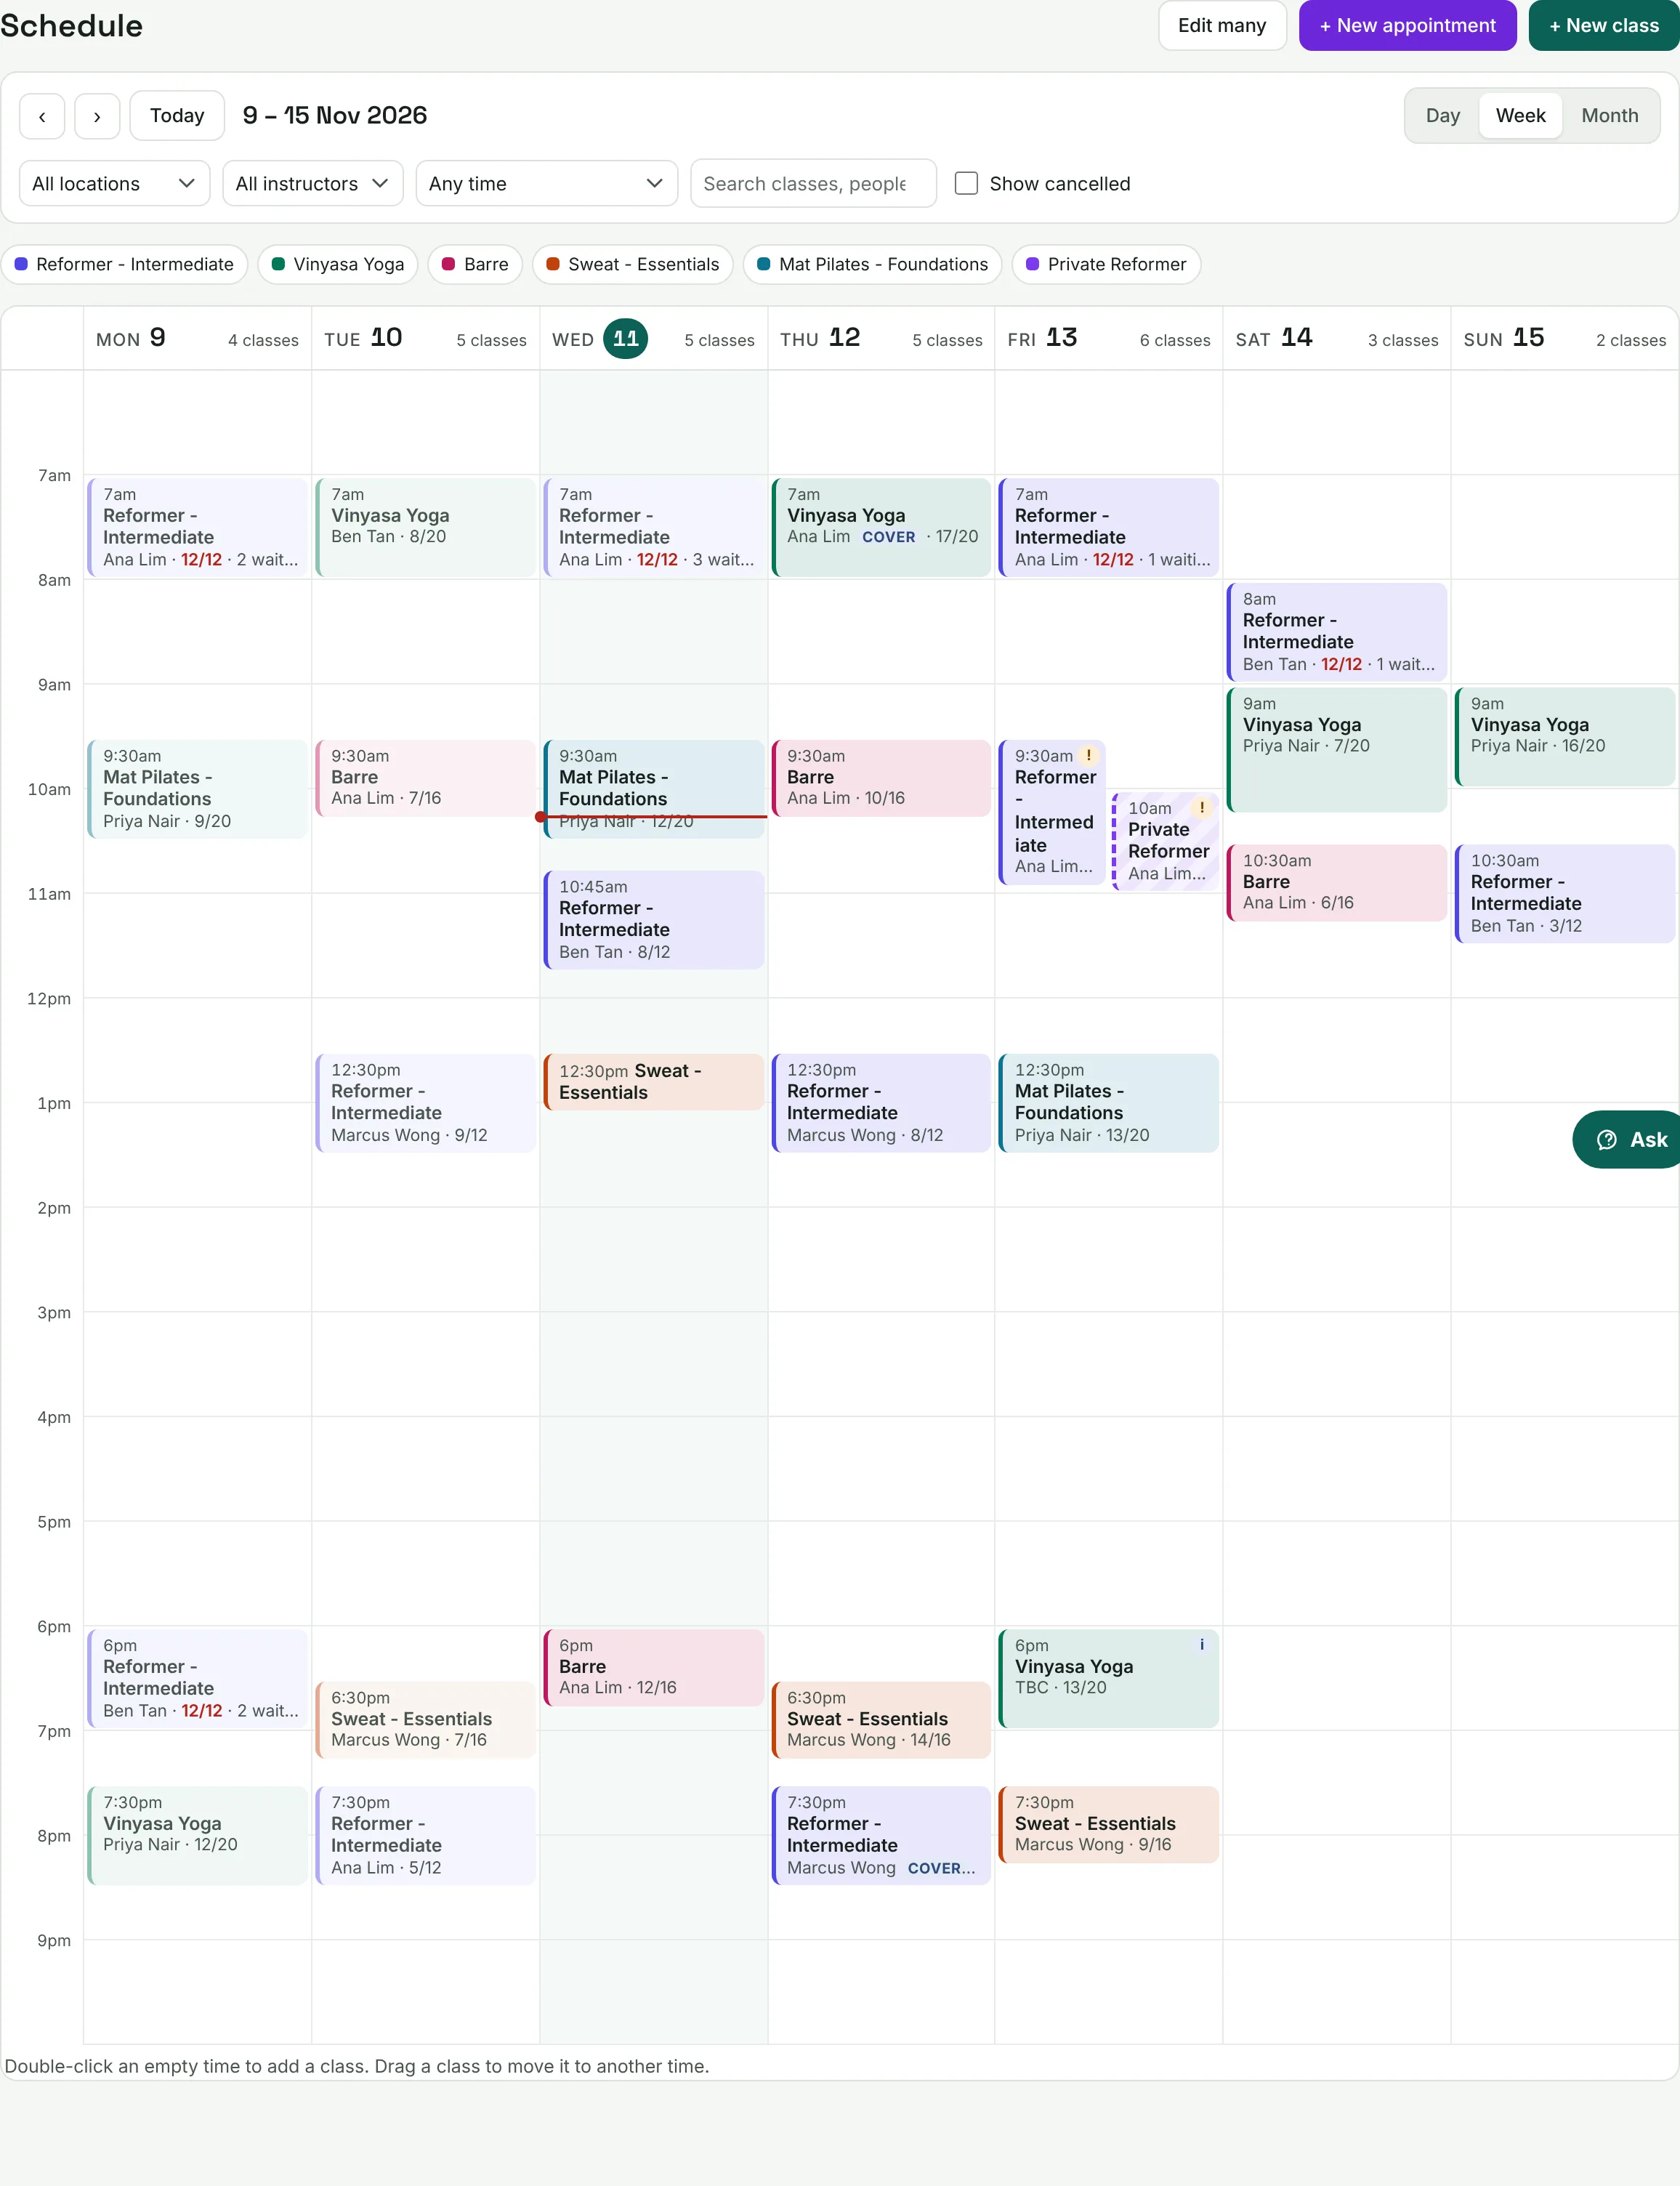 Schedule
Edit many
+ New appointment
+ New class
‹
›
Today
9 – 15 Nov 2026
Day
Week
Month
All locations
All instructors
Any time
Search classes, people
Show cancelled
Reformer - Intermediate
Vinyasa Yoga
Barre
Sweat - Essentials
Mat Pilates - Foundations
Private Reformer
MON 9 4 classes
TUE 10 5 classes
WED 11 5 classes
THU 12 5 classes
FRI 13 6 classes
SAT 14 3 classes
SUN 15 2 classes
7am
8am
9am
10am
11am
12pm
1pm
2pm
3pm
4pm
5pm
6pm
7pm
8pm
9pm
7am
Reformer -
Intermediate
Ana Lim · 12/12 · 2 wait...
9:30am
Mat Pilates -
Foundations
Priya Nair · 9/20
6pm
Reformer -
Intermediate
Ben Tan · 12/12 · 2 wait...
7:30pm
Vinyasa Yoga
Priya Nair · 12/20
7am
Vinyasa Yoga
Ben Tan · 8/20
9:30am
Barre
Ana Lim · 7/16
12:30pm
Reformer -
Intermediate
Marcus Wong · 9/12
6:30pm
Sweat - Essentials
Marcus Wong · 7/16
7:30pm
Reformer -
Intermediate
Ana Lim · 5/12
7am
Reformer -
Intermediate
Ana Lim · 12/12 · 3 wait...
9:30am
Mat Pilates -
Foundations
Priya Nair · 12/20
10:45am
Reformer -
Intermediate
Ben Tan · 8/12
12:30pm Sweat -
Essentials
6pm
Barre
Ana Lim · 12/16
7am
Vinyasa Yoga
Ana Lim COVER · 17/20
9:30am
Barre
Ana Lim · 10/16
12:30pm
Reformer -
Intermediate
Marcus Wong · 8/12
6:30pm
Sweat - Essentials
Marcus Wong · 14/16
7:30pm
Reformer -
Intermediate
Marcus Wong COVER...
7am
Reformer -
Intermediate
Ana Lim · 12/12 · 1 waiti...
9:30am !
Reformer
-
Intermed
iate
Ana Lim...
10am !
Private
Reformer
Ana Lim...
12:30pm
Mat Pilates -
Foundations
Priya Nair · 13/20
6pm i
Vinyasa Yoga
TBC · 13/20
7:30pm
Sweat - Essentials
Marcus Wong · 9/16
8am
Reformer -
Intermediate
Ben Tan · 12/12 · 1 wait...
9am
Vinyasa Yoga
Priya Nair · 7/20
10:30am
Barre
Ana Lim · 6/16
9am
Vinyasa Yoga
Priya Nair · 16/20
10:30am
Reformer -
Intermediate
Ben Tan · 3/12
Ask
Double-click an empty time to add a class. Drag a class to move it to another time.